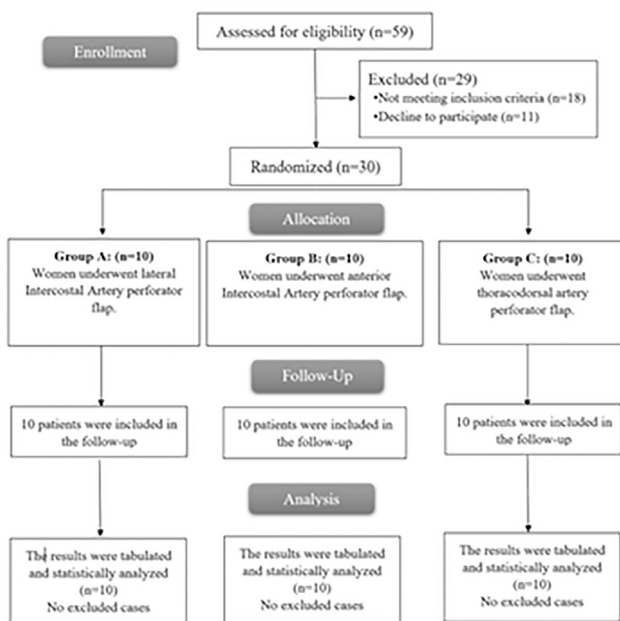 Assessed for eligibility (n=59)
Enrollment
Excluded (n=29)
•Not meeting inclusion criteria (n=18)
•Decline to participate (n=11)
Randomized (n=30)
Allocation
Group A: (n=10)
Women underwent lateral
Intercostal Artery perforator
flap.
Group B: (n=10)
Women underwent anterior
Intercostal Artery perforator
flap.
Group C: (n=10)
Women underwent
thoracodorsal artery
perforator flap.
Follow-Up
10 patients were included in
the follow-up
10 patients were included in
the follow-up
10 patients were included in
the follow-up
Analysis
The results were tabulated
and statistically analyzed
(n=10)
No excluded cases
The results were tabulated
and statistically analyzed
(n=10)
No excluded cases
The results were tabulated
and statistically analyzed
(n=10)
No excluded cases